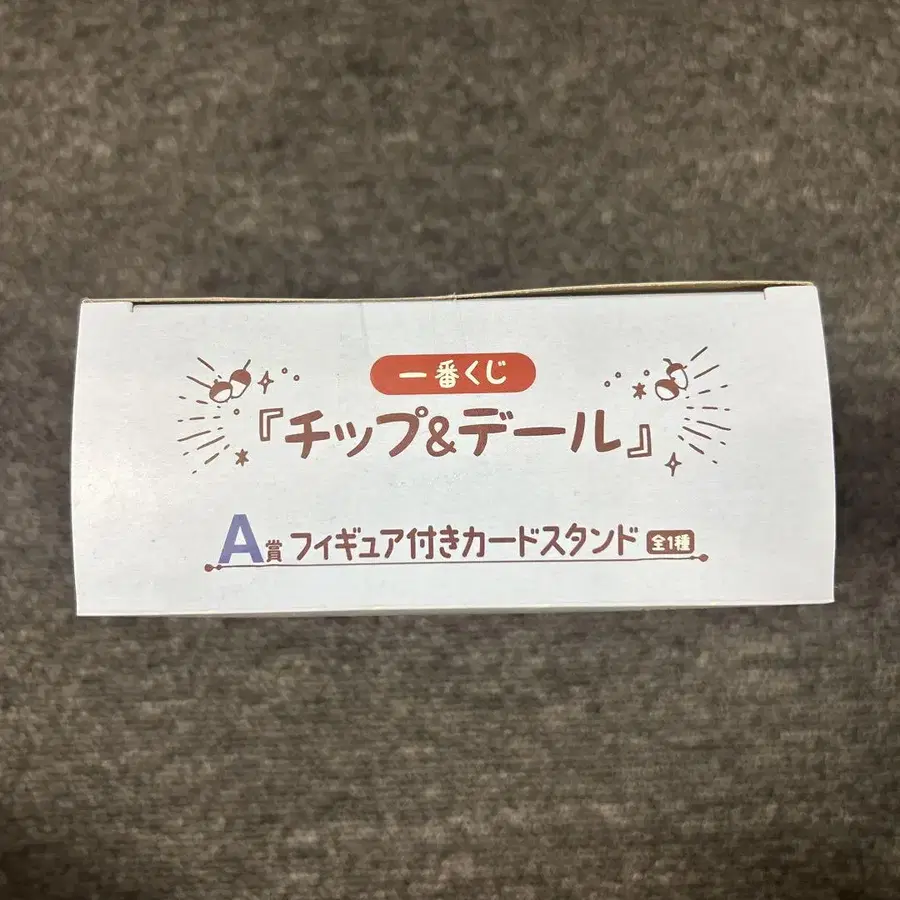 一番くじ
『チップ&デール』
A賞 フィギュア付きカードスタンド 全1種